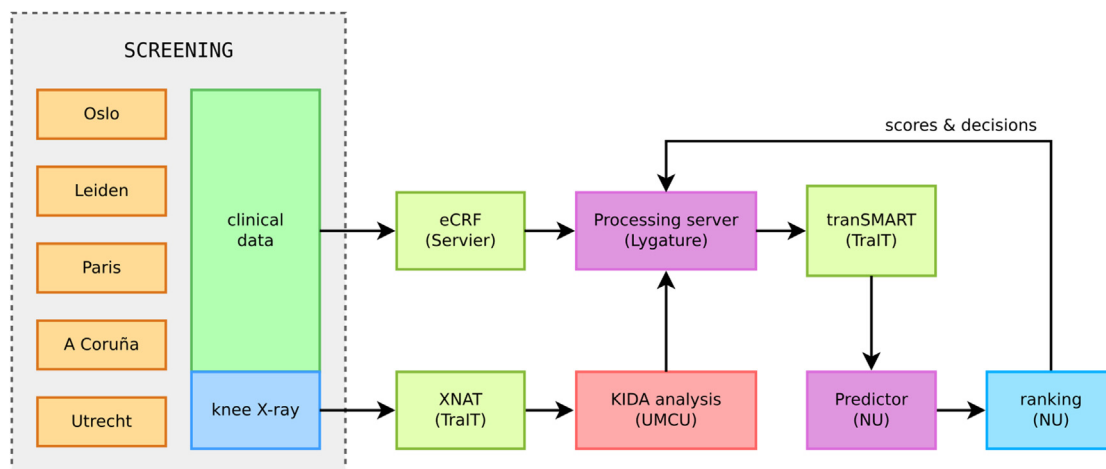 SCREENING
Oslo
Leiden
Paris
A Coruña
Utrecht
clinical
data
knee X-ray
eCRF
(Servier)
XNAT
(TraIT)
Processing server
(Lygature)
KIDA analysis
(UMCU)
scores & decisions
tranSMART
(TraIT)
Predictor
(NU)
ranking
(NU)